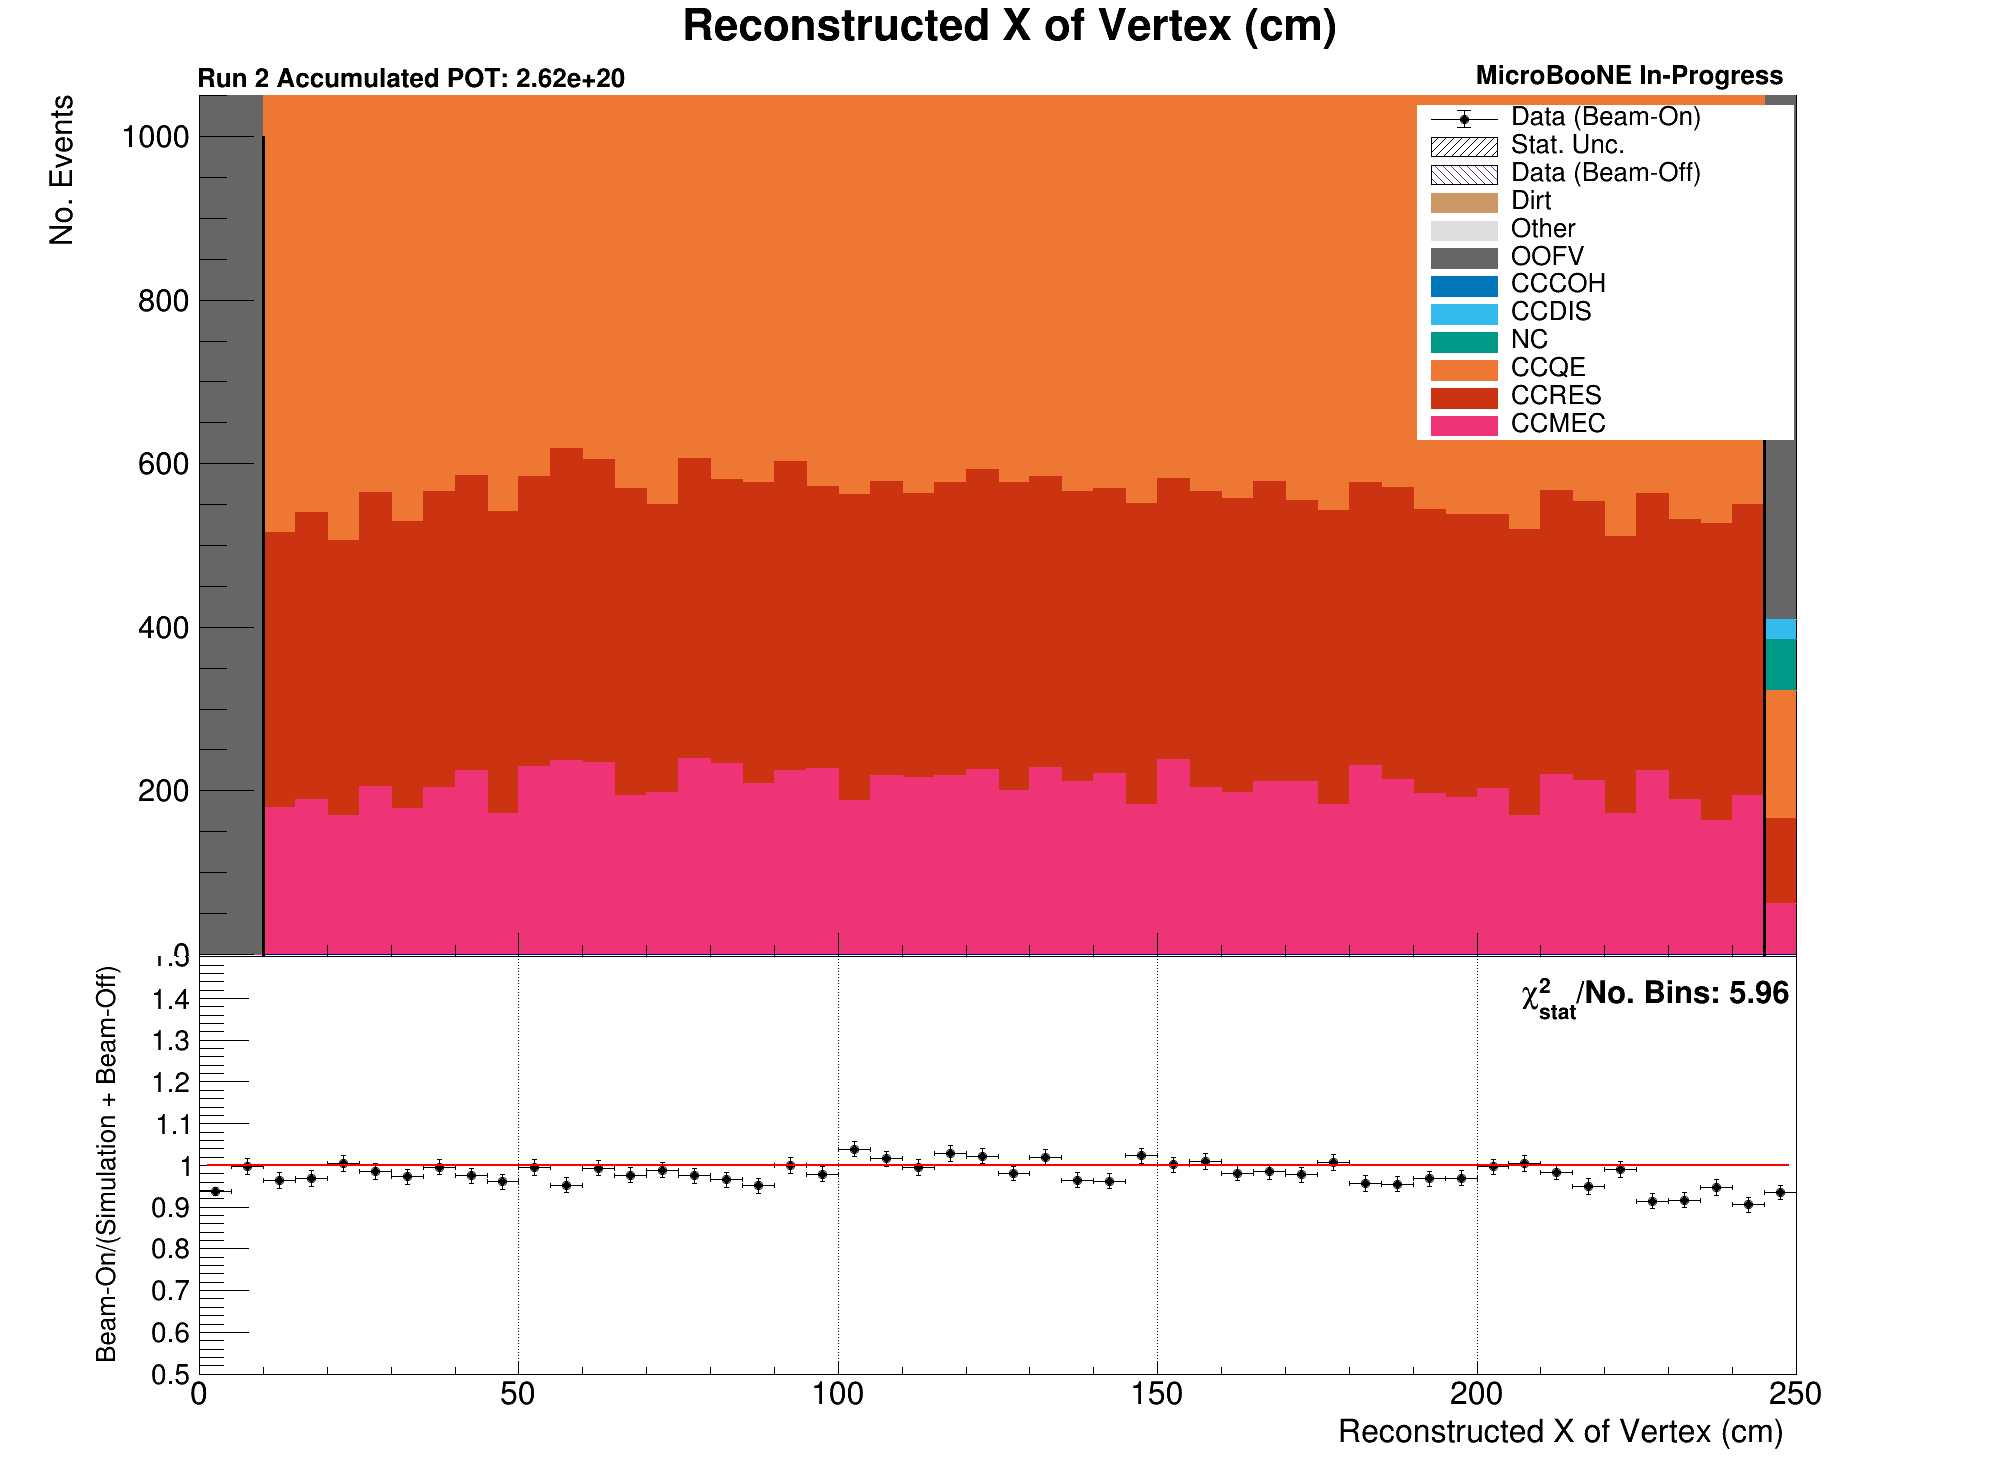 Reconstructed X of Vertex (cm)
Run 2 Accumulated POT: 2.62e+20
MicroBooNE In-Progress
No. Events
1000
800
600
400
200
0
Data (Beam-On)
Stat. Unc.
Data (Beam-Off)
Dirt
Other
OOFV
CCCOH
CCDIS
NC
CCQE
CCRES
CCMEC
Beam-On/(Simulation + Beam-Off)
1.5
1.4
1.3
1.2
1.1
1
0.9
0.8
0.7
0.6
0.5
χ²stat/No. Bins: 5.96
0 50 100 150 200 250
Reconstructed X of Vertex (cm)